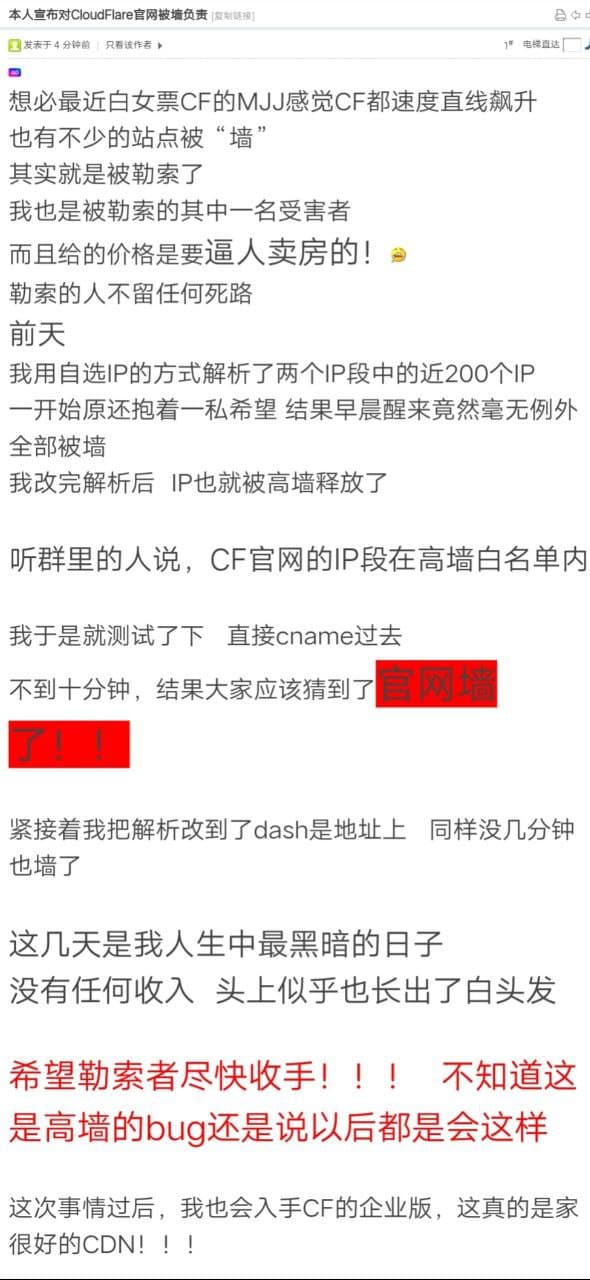 本人宣布对CloudFlare官网被墙负责 [复制链接]
发表于 4 分钟前 | 只看该作者 ▶ 1# 电梯直达
想必最近白女票CF的MJJ感觉CF都速度直线飙升
也有不少的站点被“墙”
其实就是被勒索了
我也是被勒索的其中一名受害者
而且给的价格是要逼人卖房的！
勒索的人不留任何死路
前天
我用自选IP的方式解析了两个IP段中的近200个IP
一开始原还抱着一私希望 结果早晨醒来竟然毫无例外
全部被墙
我改完解析后 IP也就被高墙释放了
听群里的人说，CF官网的IP段在高墙白名单内
我于是就测试了下 直接cname过去
不到十分钟，结果大家应该猜到了官网墙
了！！
紧接着我把解析改到了dash是地址上 同样没几分钟
也墙了
这几天是我人生中最黑暗的日子
没有任何收入 头上似乎也长出了白头发
希望勒索者尽快收手！！！ 不知道这
是高墙的bug还是说以后都是会这样
这次事情过后，我也会入手CF的企业版，这真的是家
很好的CDN！！！